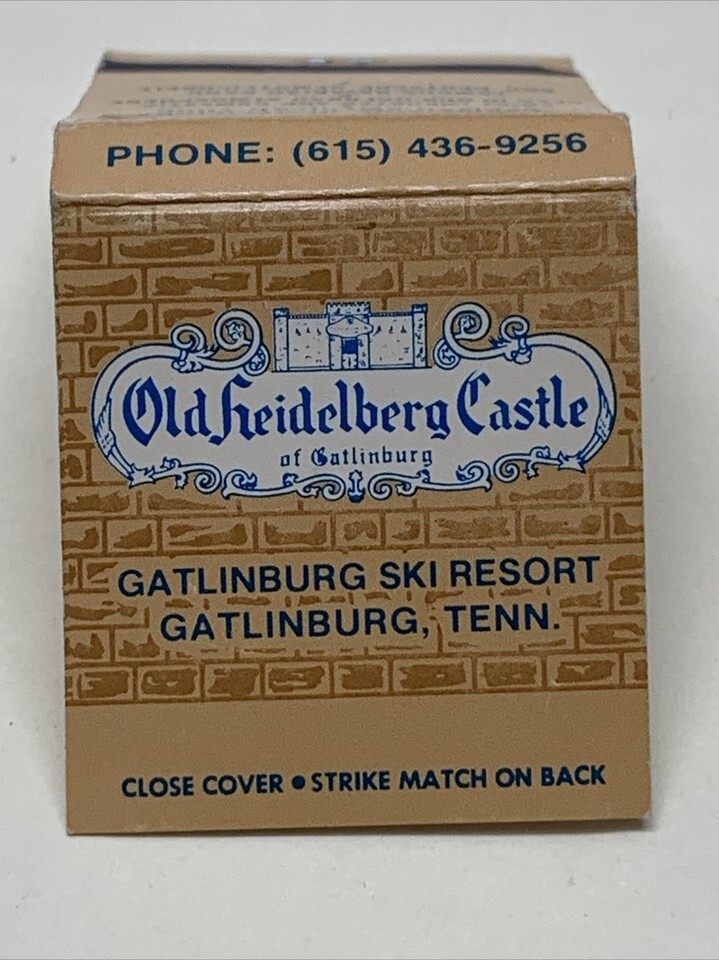 PHONE: (615) 436-9256
Old Heidelberg Castle
of Gatlinburg
GATLINBURG SKI RESORT
GATLINBURG, TENN.
CLOSE COVER • STRIKE MATCH ON BACK